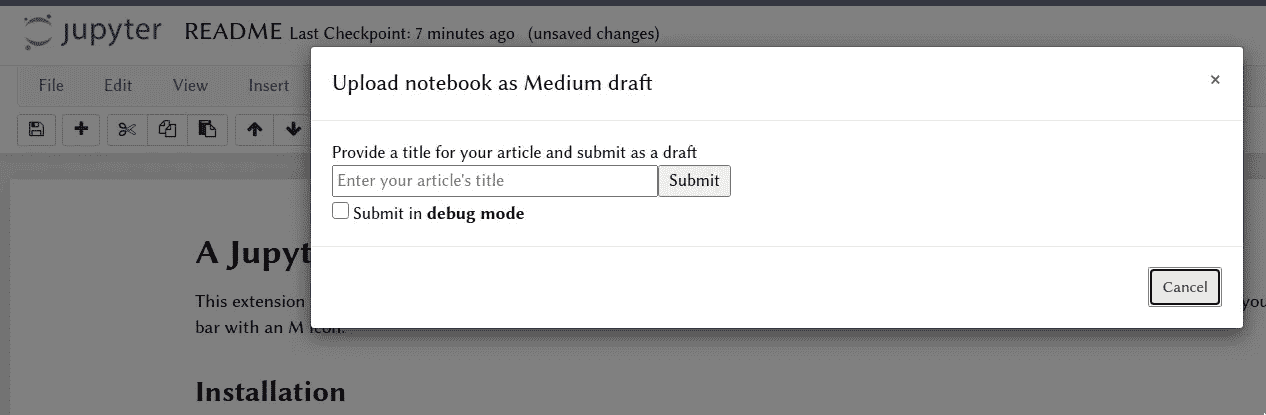 jupyter README Last Checkpoint: 7 minutes ago (unsaved changes)
File Edit View Insert
Upload notebook as Medium draft ×
Provide a title for your article and submit as a draft
Enter your article's title Submit
Submit in debug mode
Cancel
A Jupyt
This extension you
bar with an M icon.
Installation